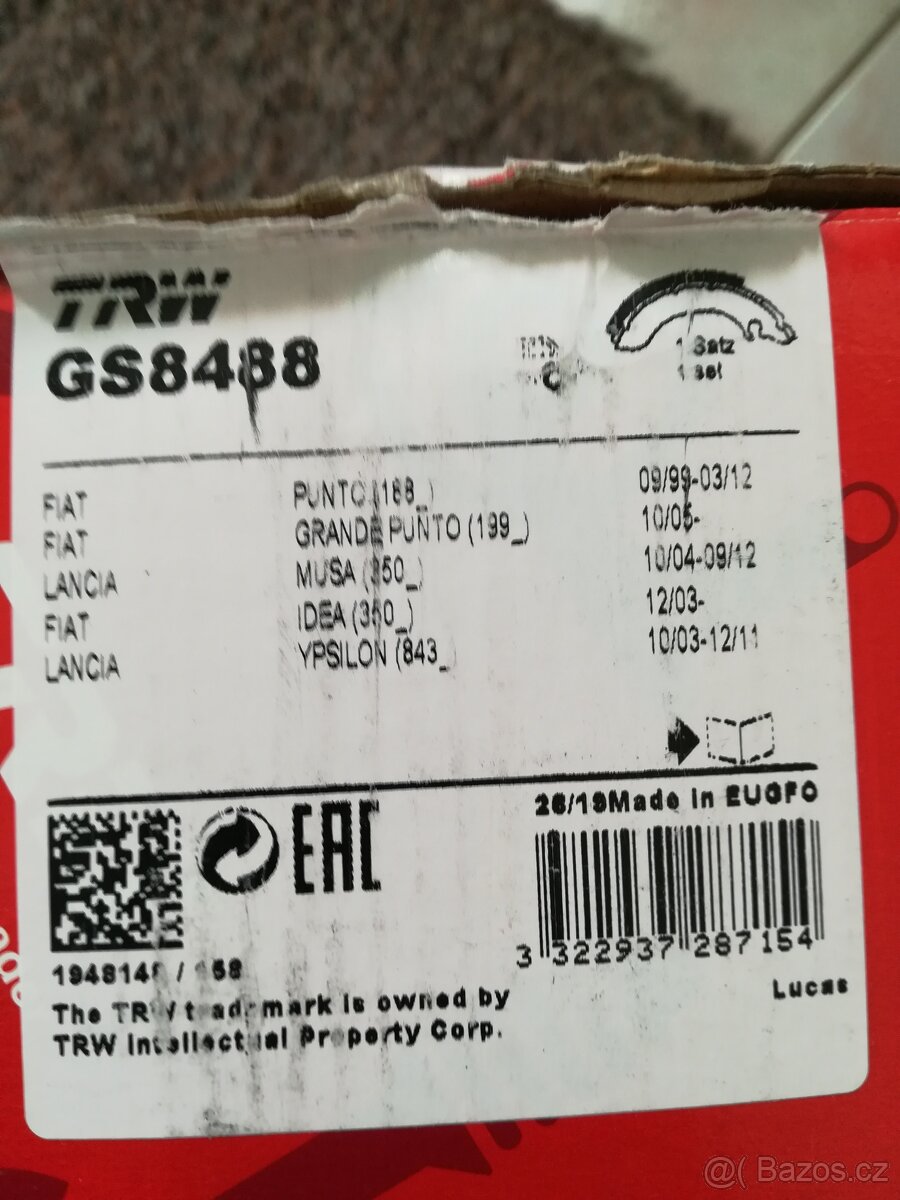 TRW
GS8488
1 Satz
1 set
FIAT PUNTO (188_) 09/99-03/12
FIAT GRANDE PUNTO (199_) 10/05-
LANCIA MUSA (350_) 10/04-09/12
FIAT IDEA (350_) 12/03-
LANCIA YPSILON (843_) 10/03-12/11
EAC
26/19 Made in EUGFO
3 322937 287154
/ 158
Lucas
The TRW trademark is owned by
TRW Intellectual Property Corp.
@( Bazos.cz